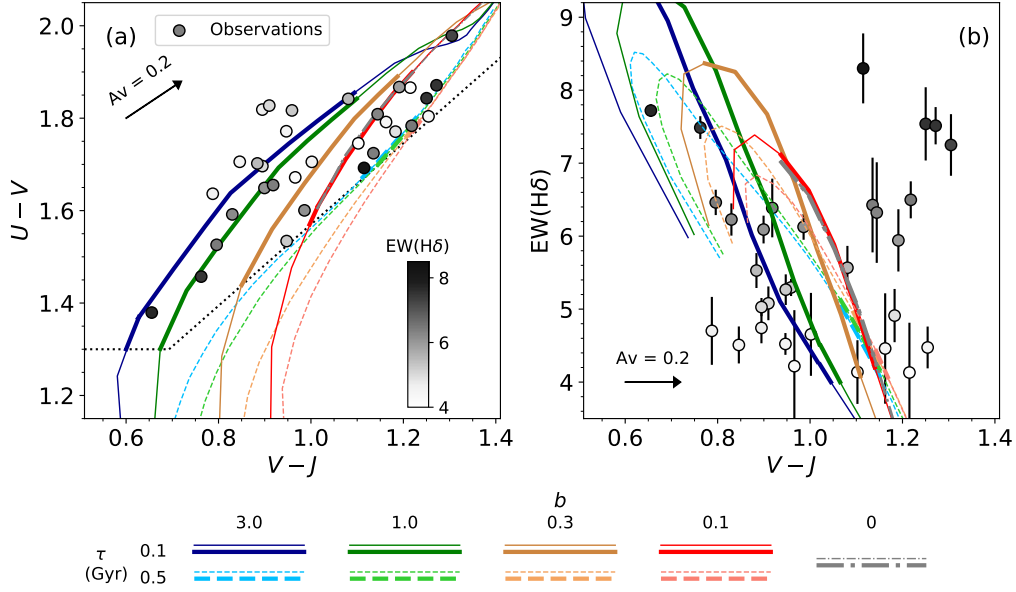 (a)
Observations
Av = 0.2
EW(Hδ)
8
6
4
2.0
1.8
1.6
1.4
1.2
U − V
0.6
0.8
1.0
1.2
1.4
V − J
(b)
Av = 0.2
9
8
7
6
5
4
EW(Hδ)
0.6
0.8
1.0
1.2
1.4
V − J
b
3.0
1.0
0.3
0.1
0
τ
(Gyr)
0.1
0.5